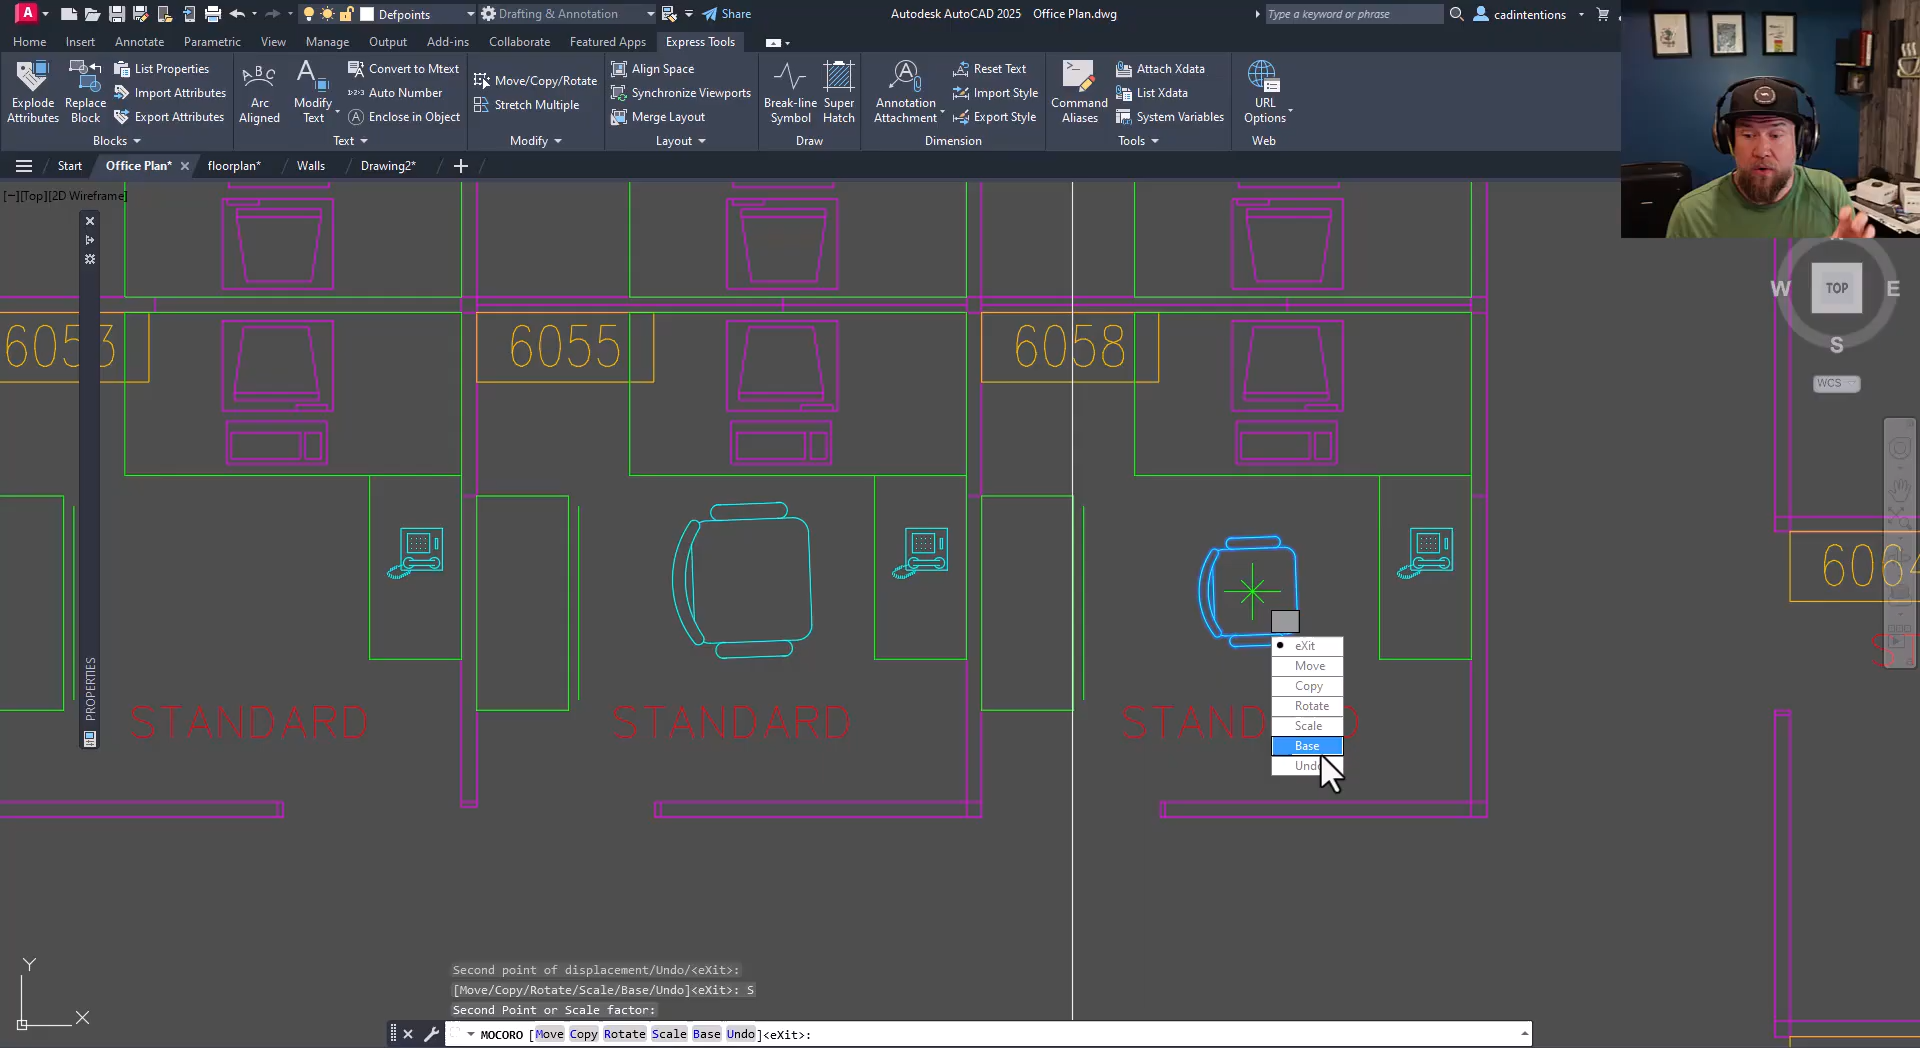 Defpoints
Drafting & Annotation
Share
Autodesk AutoCAD 2025 Office Plan.dwg
Type a keyword or phrase
cadintentions
Home Insert Annotate Parametric View Manage Output Add-ins Collaborate Featured Apps Express Tools
Explode Attributes
Replace Block
List Properties
Import Attributes
Export Attributes
Blocks
ABC
Arc Aligned
Modify Text
Convert to Mtext
Auto Number
Enclose in Object
Text
Move/Copy/Rotate
Stretch Multiple
Modify
Align Space
Synchronize Viewports
Merge Layout
Layout
Break-line Symbol
Super Hatch
Draw
Annotation Attachment
Reset Text
Import Style
Export Style
Dimension
Command Aliases
Attach Xdata
List Xdata
System Variables
Tools
URL Options
Web
Start Office Plan* floorplan* Walls Drawing2*
[−][Top][2D Wireframe]
TOP
W
E
S
WCS
6053
6055
6058
6064
STANDARD
STANDARD
STANDARD
PROPERTIES
eXit
Move
Copy
Rotate
Scale
Base
Undo
Y
X
Second point of displacement/Undo/<eXit>:
[Move/Copy/Rotate/Scale/Base/Undo]<eXit>: S
Second Point or Scale factor:
MOCORO [Move Copy Rotate Scale Base Undo]<eXit>: